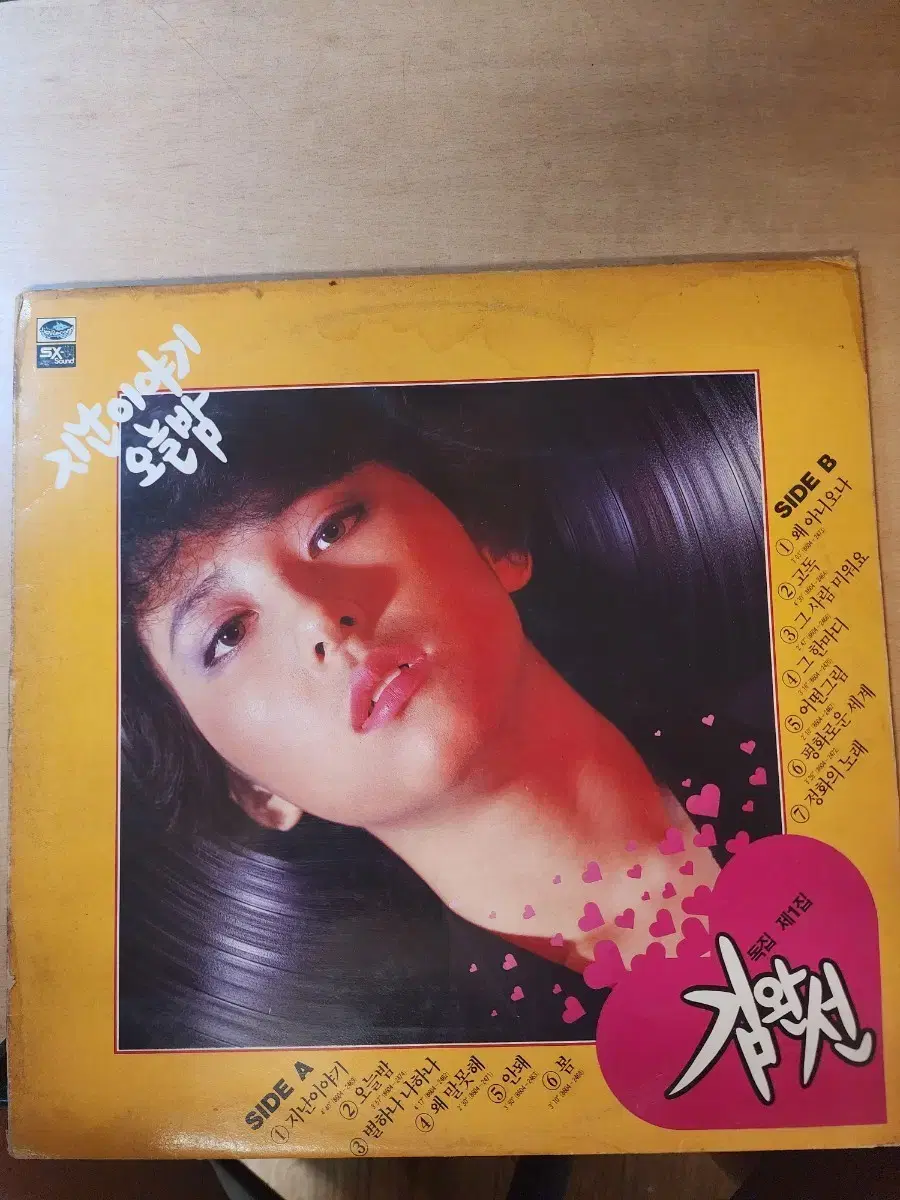 SX
Sound
지난이야기
오늘밤
SIDE B
① 왜 아니오나
② 고독
③ 그 사람 미워요
④ 그 한마디
⑤ 어떤그림
⑥ 평화로운 세계
⑦ 정화의 노래
독집 제1집
김완선
SIDE A
① 지난이야기
② 오늘밤
③ 별하나 나하나
④ 왜 말못해
⑤ 안돼
⑥ 몸